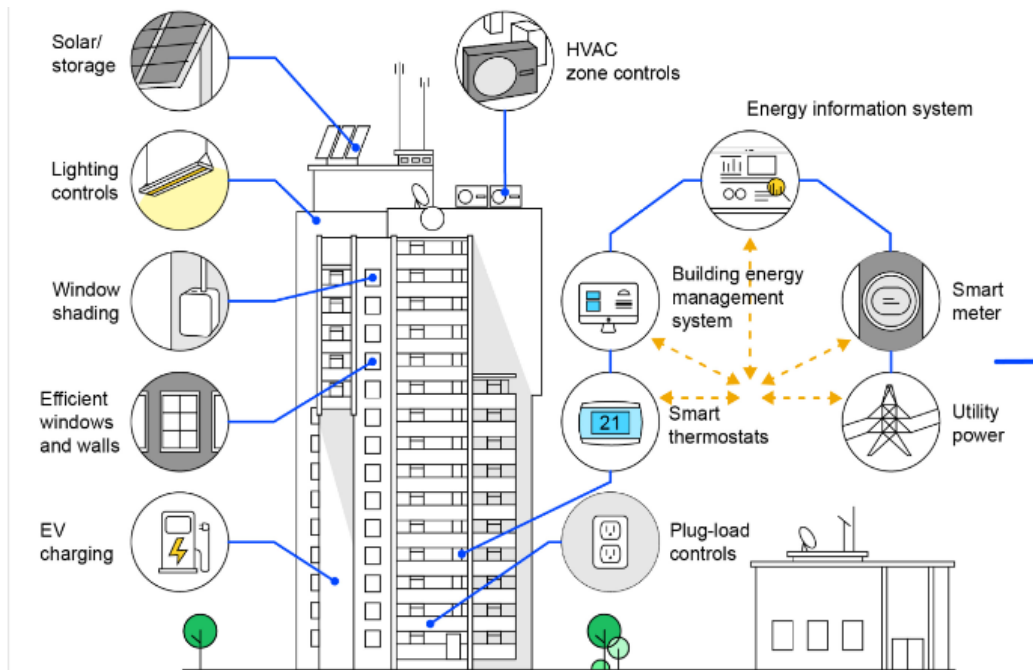 Solar/
storage
HVAC
zone controls
Energy information system
Lighting
controls
Window
shading
Building energy
management
system
Smart
meter
Efficient
windows
and walls
21
Smart
thermostats
Utility
power
EV
charging
Plug-load
controls